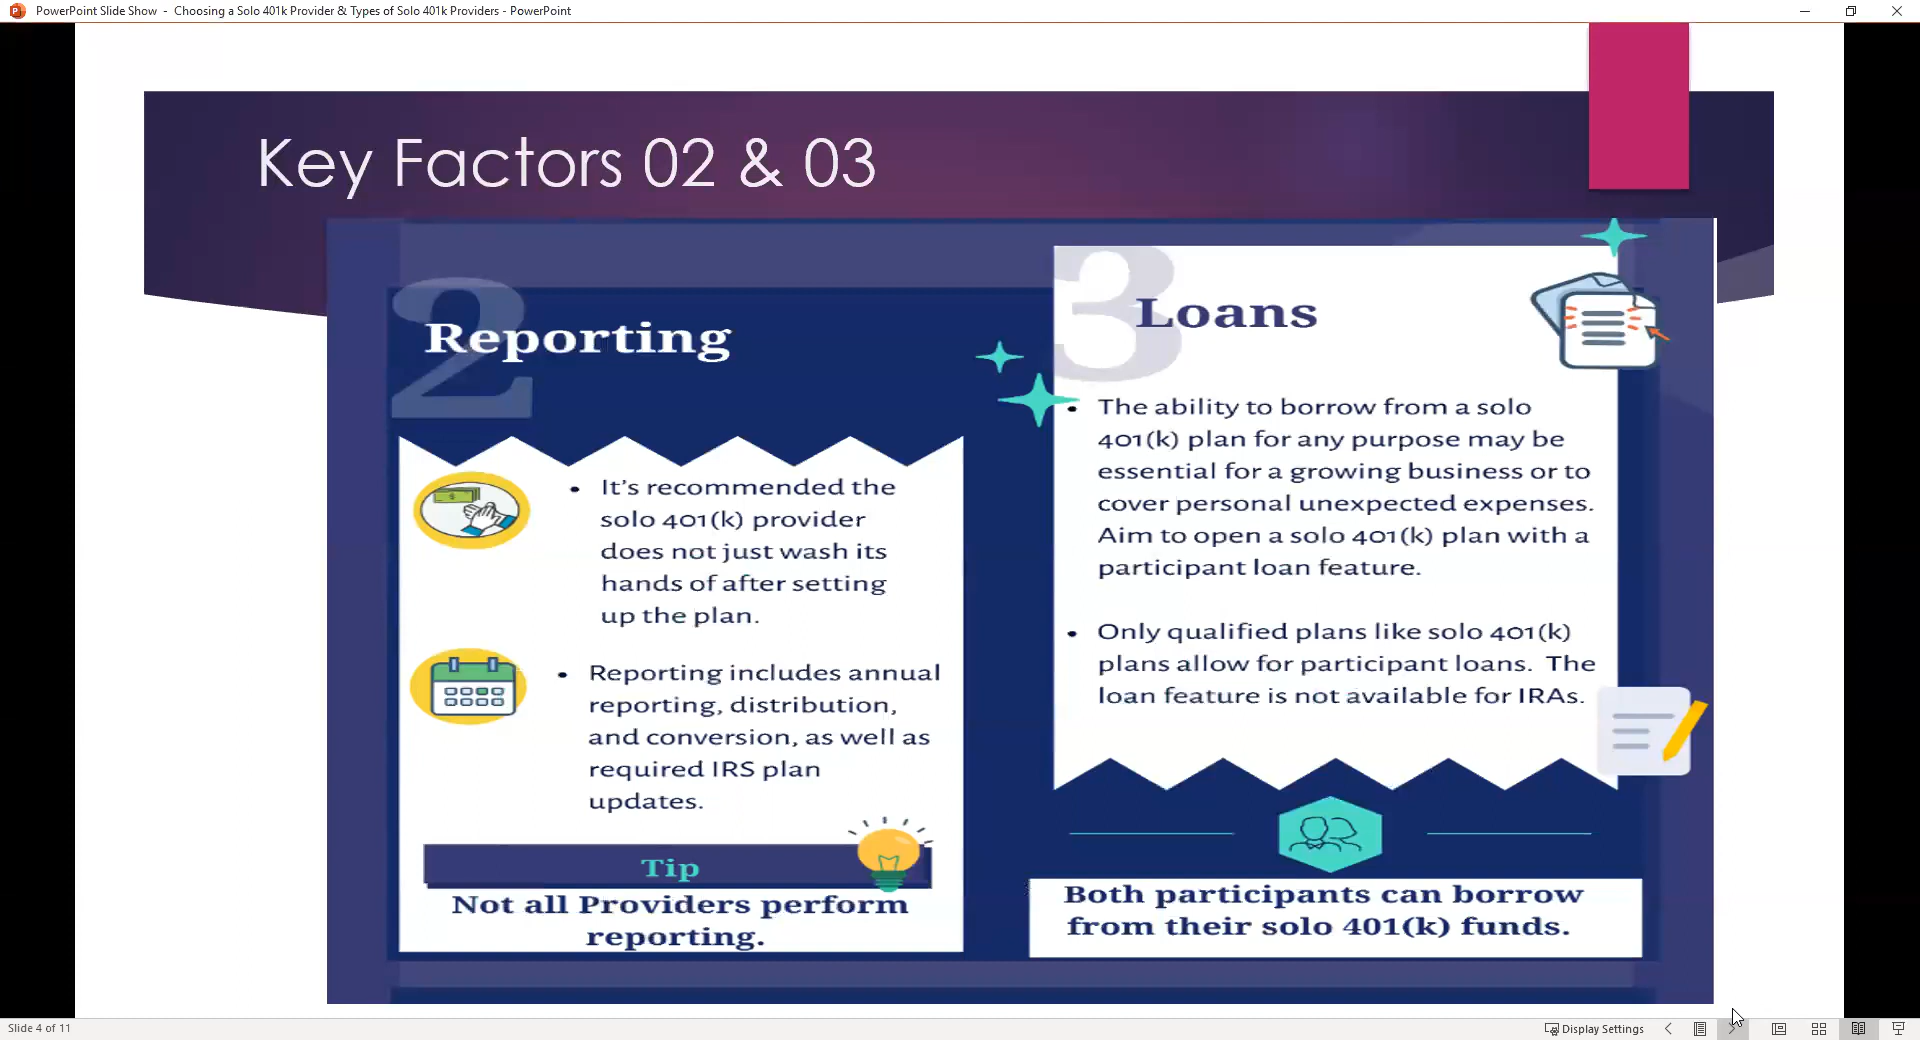 PowerPoint Slide Show - Choosing a Solo 401k Provider & Types of Solo 401k Providers - PowerPoint
Key Factors 02 & 03
2
Reporting
It's recommended the
solo 401(k) provider
does not just wash its
hands of after setting
up the plan.
Reporting includes annual
reporting, distribution,
and conversion, as well as
required IRS plan
updates.
Tip
Not all Providers perform
reporting.
3
Loans
The ability to borrow from a solo
401(k) plan for any purpose may be
essential for a growing business or to
cover personal unexpected expenses.
Aim to open a solo 401(k) plan with a
participant loan feature.
Only qualified plans like solo 401(k)
plans allow for participant loans. The
loan feature is not available for IRAs.
Both participants can borrow
from their solo 401(k) funds.
Slide 4 of 11
Display Settings